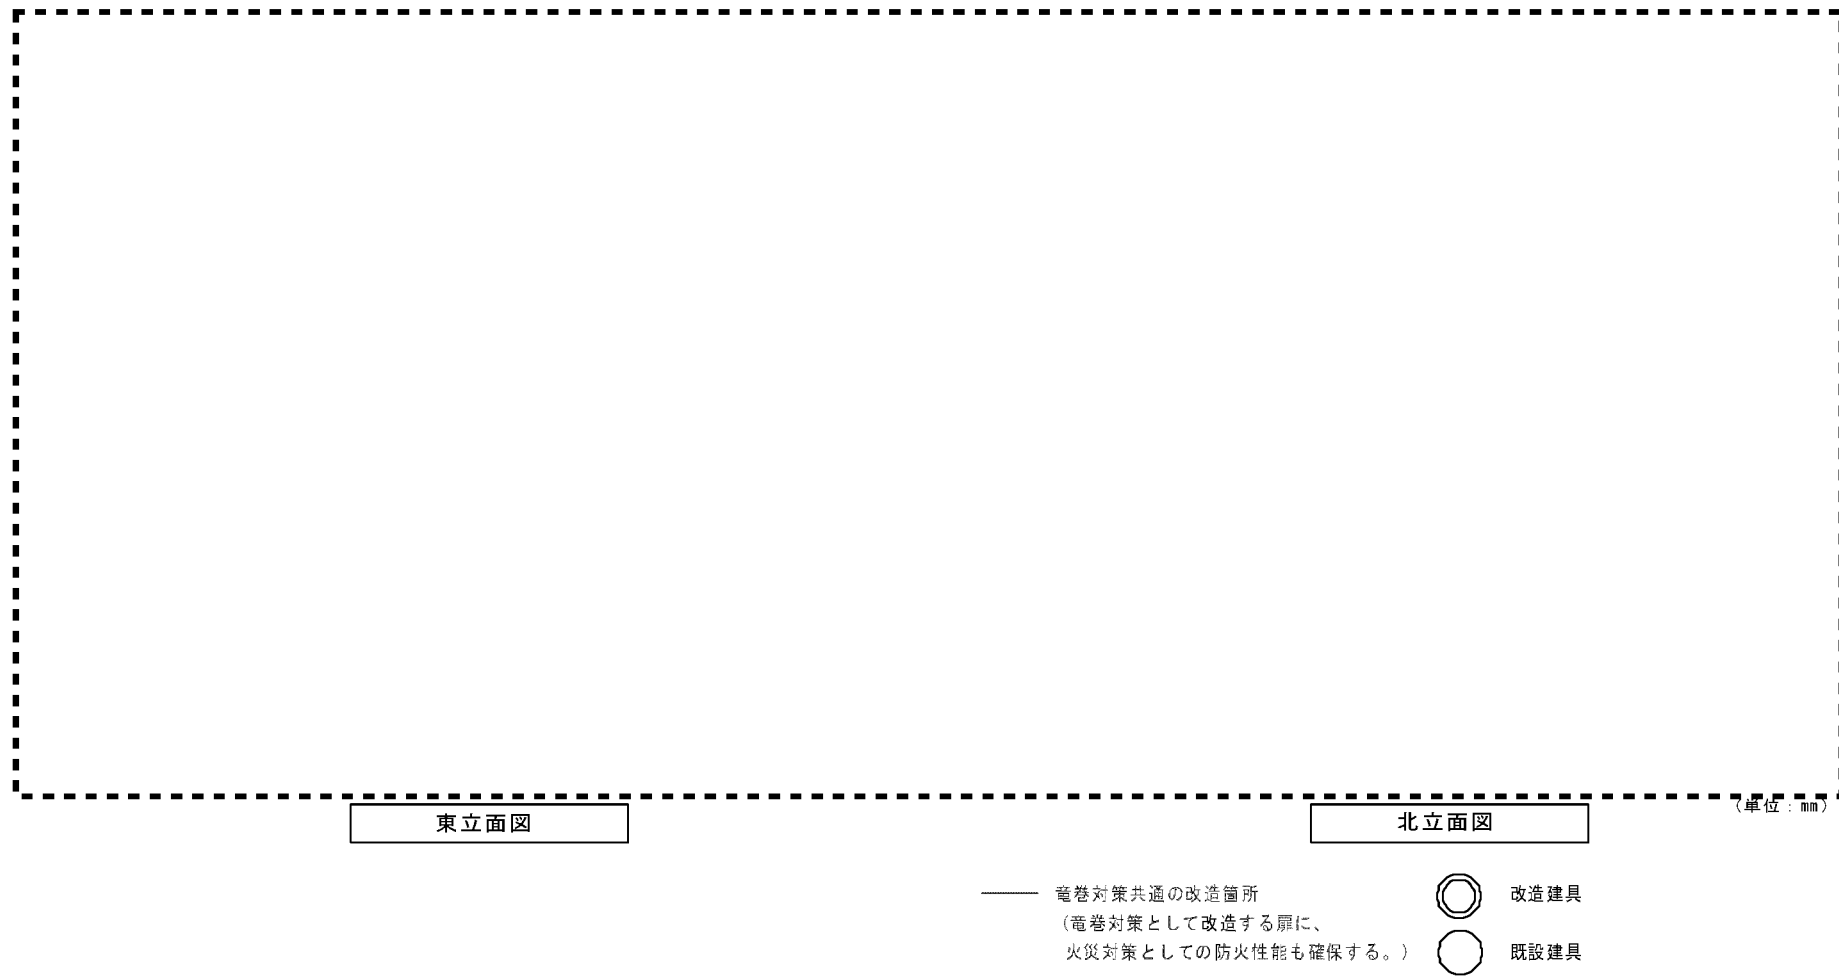 (単位:mm)
東立面図
北立面図
竜巻対策共通の改造箇所
(竜巻対策として改造する扉に、
火災対策としての防火性能も確保する。)
改造建具
既設建具